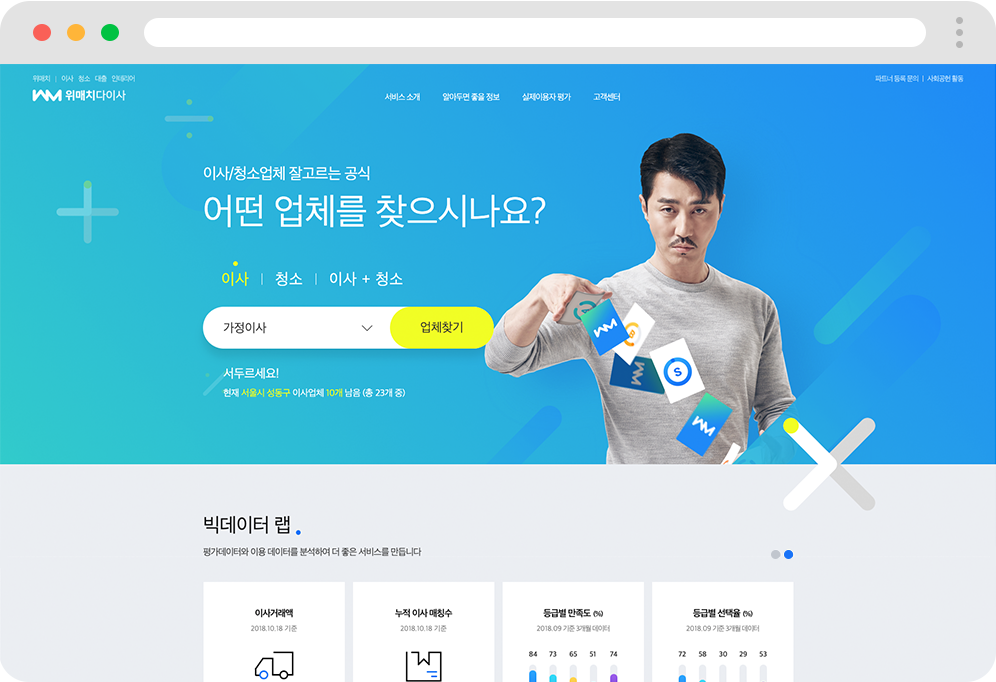 위매치 | 이사 청소 대출 인테리어
파트너 등록 문의 | 사회공헌 활동
위매치다이사
서비스 소개 알아두면 좋을 정보 실제이용자 평가 고객센터
이사/청소업체 잘고르는 공식
어떤 업체를 찾으시나요?
이사 | 청소 | 이사 + 청소
가정이사
업체찾기
서두르세요!
현재 서울시 성동구 이사업체 10개 남음 (총 23개 중)
S
빅데이터 랩
평가데이터와 이용 데이터를 분석하여 더 좋은 서비스를 만듭니다
이사거래액
2018.10.18 기준
누적 이사 매칭수
2018.10.18 기준
등급별 만족도 (%)
2018.09 기준 3개월 데이터
84 73 65 51 74
등급별 선택율 (%)
2018.09 기준 3개월 데이터
72 58 30 29 53